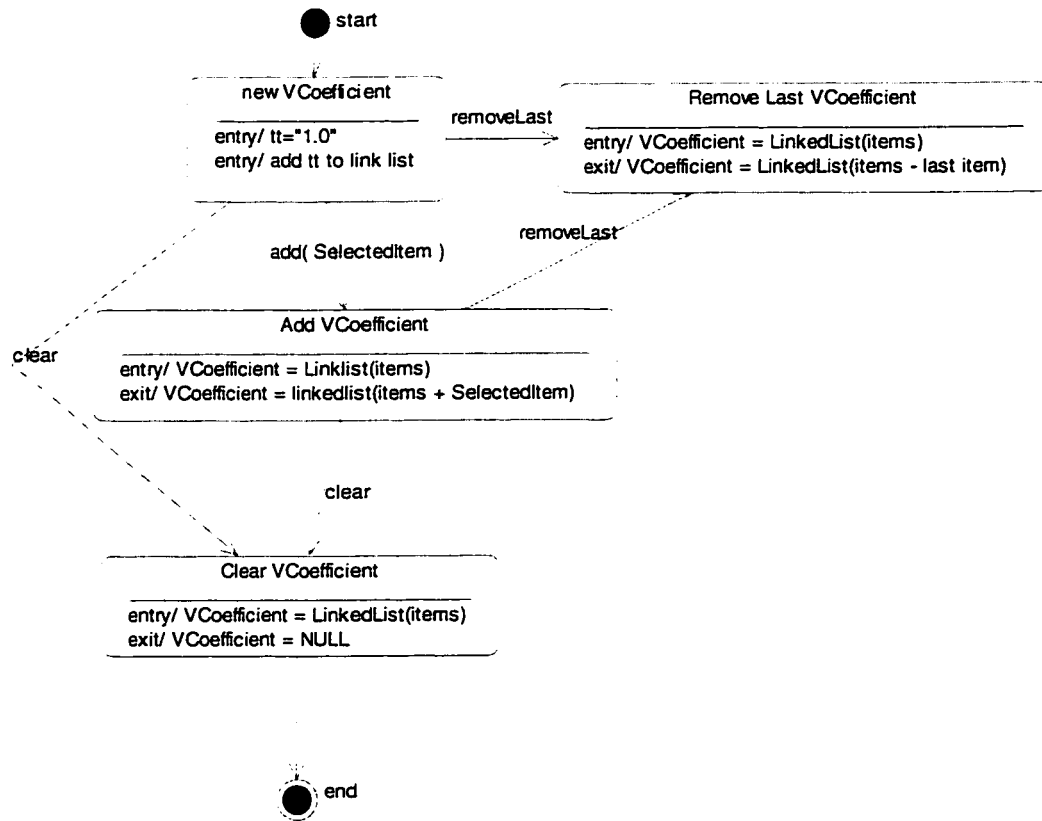 start
new VCoefficient
entry/ tt="1.0"
entry/ add tt to link list
removeLast
Remove Last VCoefficient
entry/ VCoefficient = LinkedList(items)
exit/ VCoefficient = LinkedList(items - last item)
removeLast
add( SelectedItem )
clear
Add VCoefficient
entry/ VCoefficient = Linklist(items)
exit/ VCoefficient = linkedlist(items + SelectedItem)
clear
Clear VCoefficient
entry/ VCoefficient = LinkedList(items)
exit/ VCoefficient = NULL
end